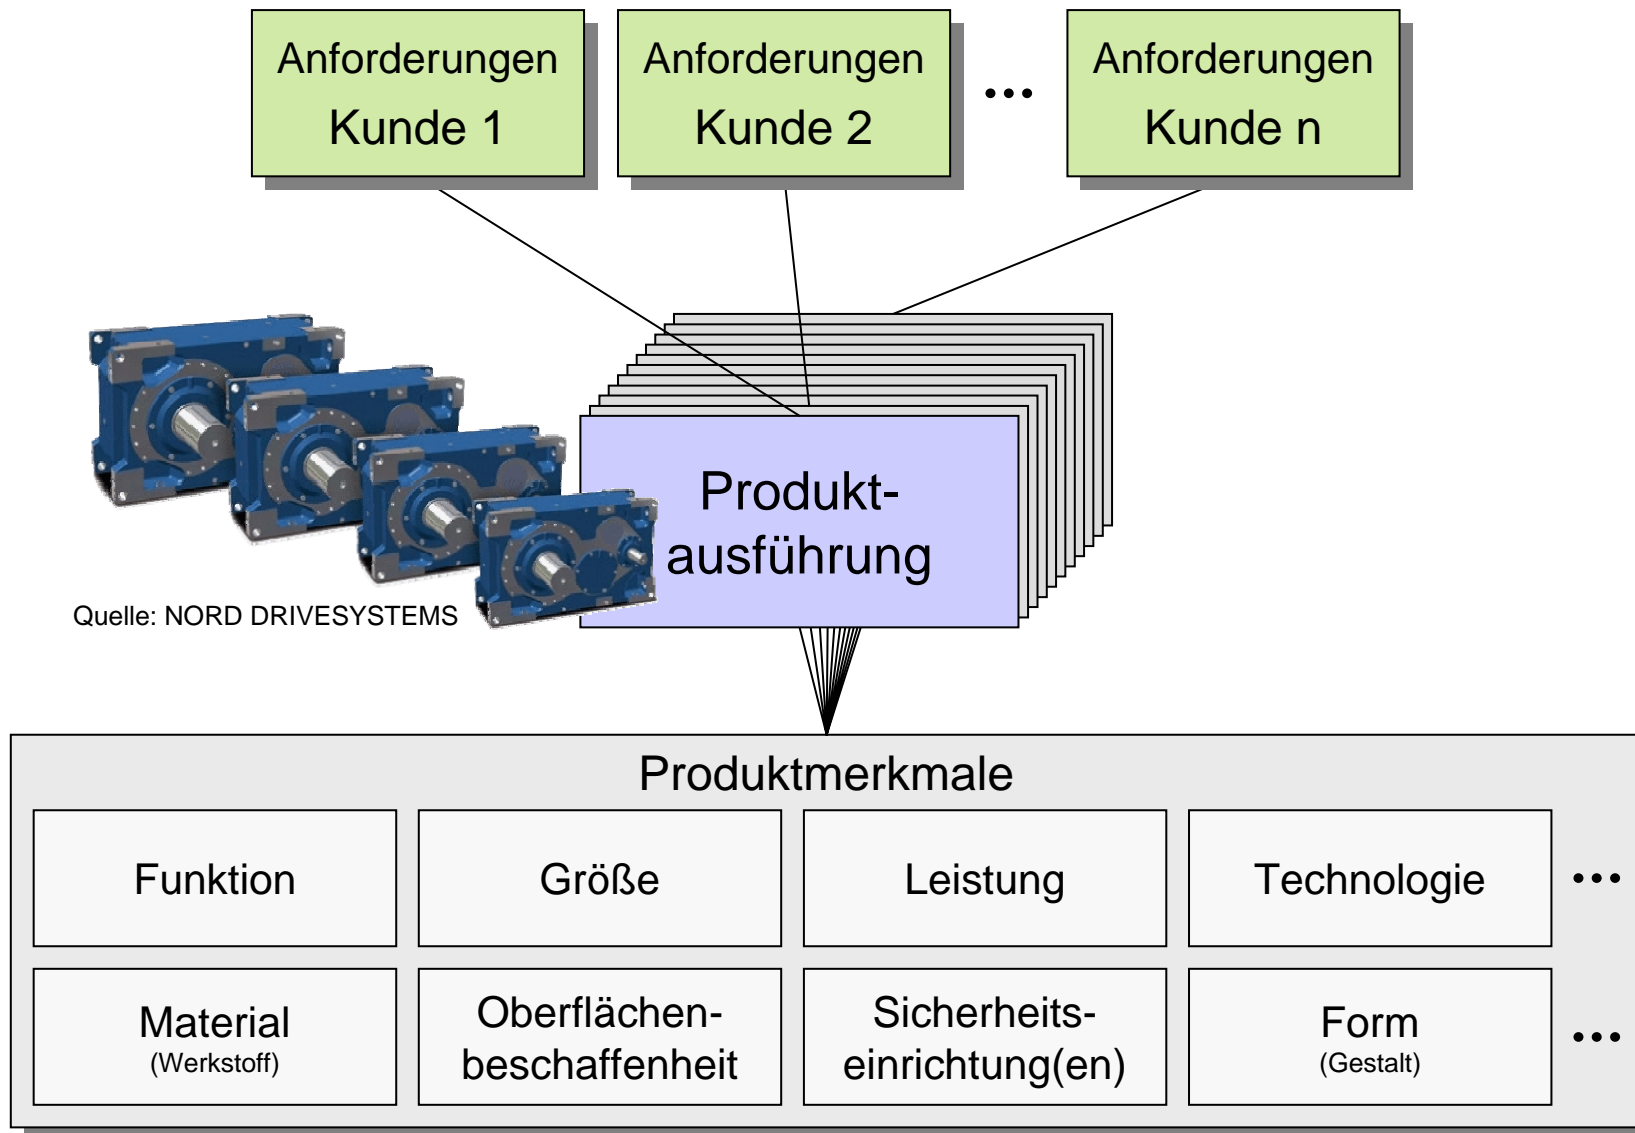 Anforderungen
Kunde 1
Anforderungen
Kunde 2
...
Anforderungen
Kunde n
Produkt-
ausführung
Quelle: NORD DRIVESYSTEMS
Produktmerkmale
Funktion
Größe
Leistung
Technologie
...
Material
(Werkstoff)
Oberflächen-
beschaffenheit
Sicherheits-
einrichtung(en)
Form
(Gestalt)
...